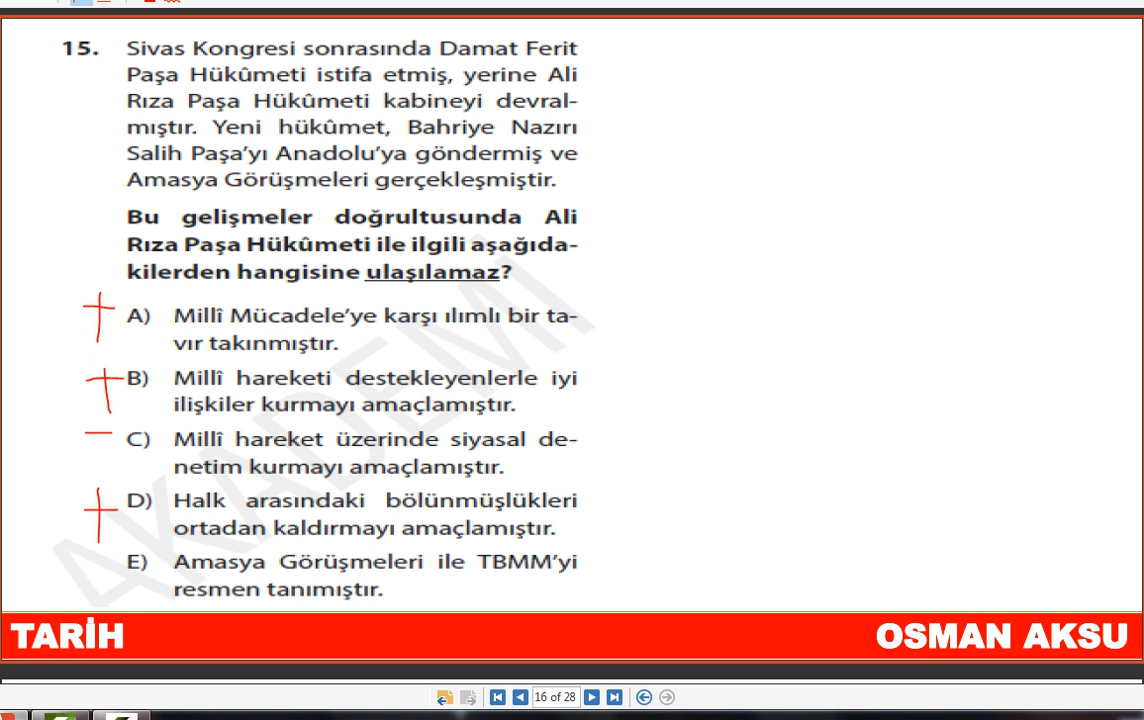 15. Sivas Kongresi sonrasında Damat Ferit
Paşa Hükûmeti istifa etmiş, yerine Ali
Rıza Paşa Hükûmeti kabineyi devral-
mıştır. Yeni hükûmet, Bahriye Nazırı
Salih Paşa'yı Anadolu'ya göndermiş ve
Amasya Görüşmeleri gerçekleşmiştir.
Bu gelişmeler doğrultusunda Ali
Rıza Paşa Hükûmeti ile ilgili aşağıda-
kilerden hangisine ulaşılamaz?
A) Millî Mücadele'ye karşı ılımlı bir ta-
vır takınmıştır.
B) Millî hareketi destekleyenlerle iyi
ilişkiler kurmayı amaçlamıştır.
C) Millî hareket üzerinde siyasal de-
netim kurmayı amaçlamıştır.
D) Halk arasındaki bölünmüşlükleri
ortadan kaldırmayı amaçlamıştır.
E) Amasya Görüşmeleri ile TBMM'yi
resmen tanımıştır.
AKADEMİ
TARİH
OSMAN AKSU
16 of 28